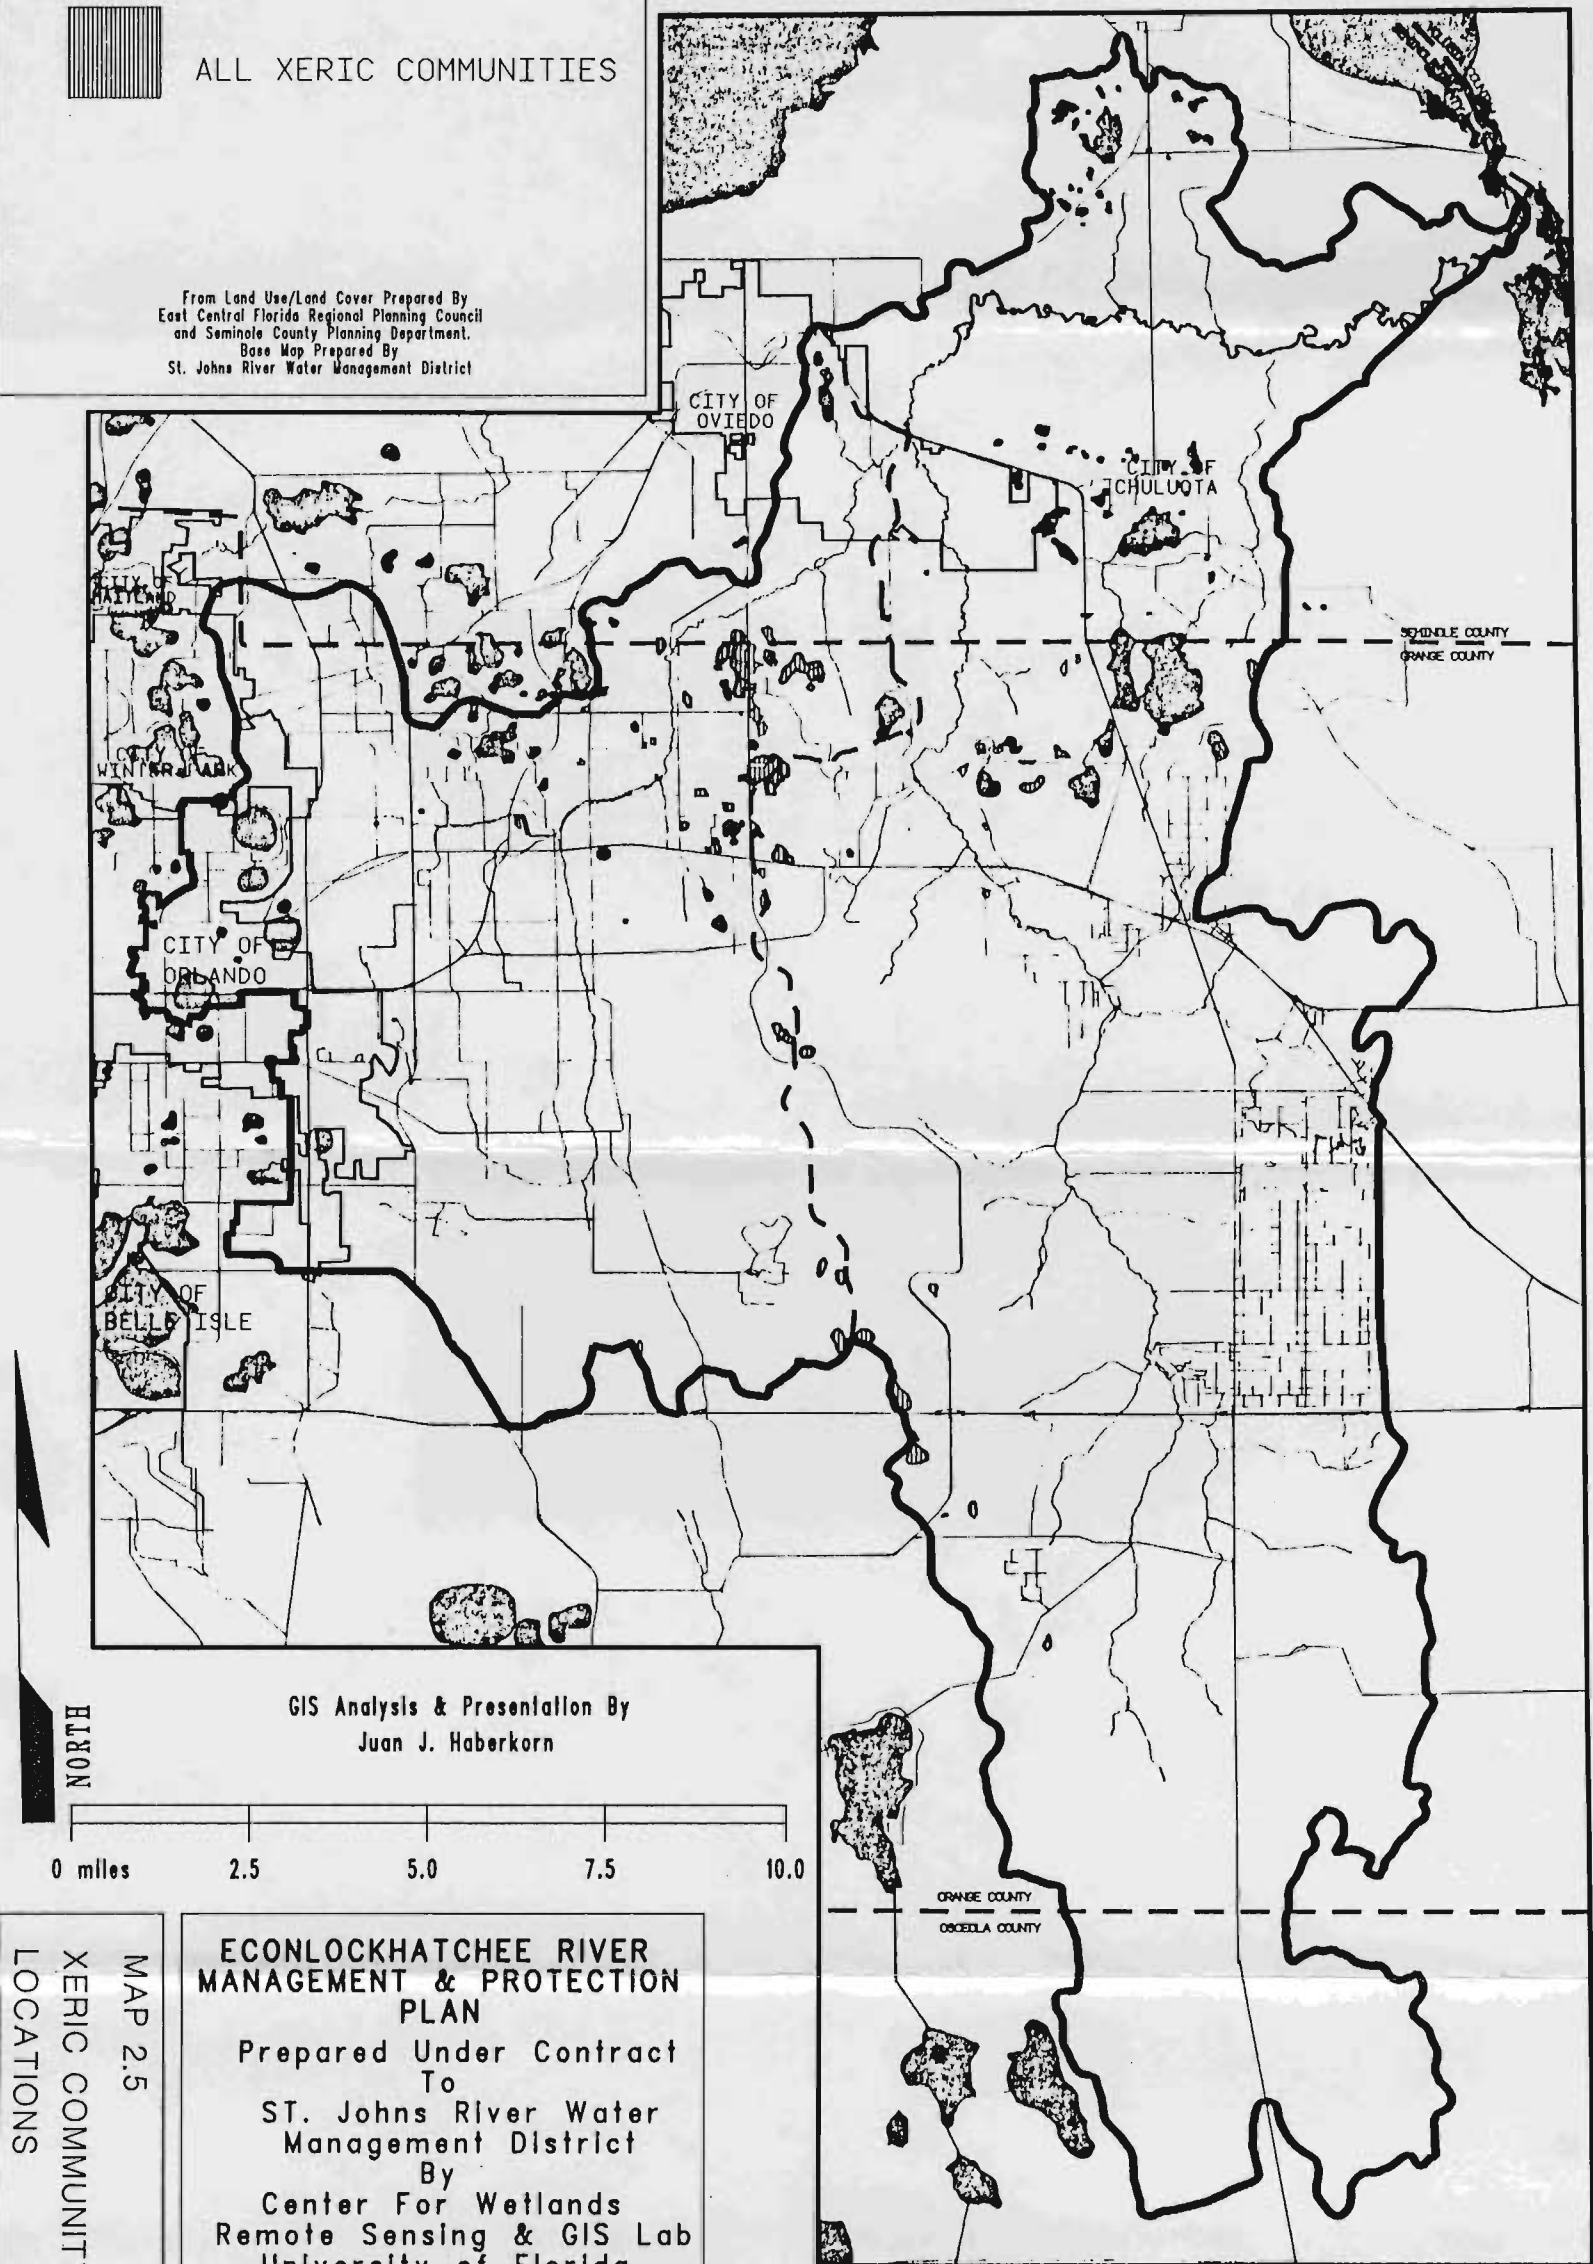 ALL XERIC COMMUNITIES
From Land Use/Land Cover Prepared By
East Central Florida Regional Planning Council
and Seminole County Planning Department.
Base Map Prepared By
St. Johns River Water Management District
CITY OF
OVIEDO
CITY OF
CHULUOTA
CITY OF
MAITLAND
SEMINOLE COUNTY
ORANGE COUNTY
CITY OF
WINTER PARK
CITY OF
ORLANDO
CITY OF
BELLE ISLE
NORTH
GIS Analysis & Presentation By
Juan J. Haberkorn
0 miles 2.5 5.0 7.5 10.0
ORANGE COUNTY
OSCEOLA COUNTY
MAP 2.5
XERIC COMMUNIT
LOCATIONS
ECONLOCKHATCHEE RIVER
MANAGEMENT & PROTECTION
PLAN
Prepared Under Contract
To
ST. Johns River Water
Management District
By
Center For Wetlands
Remote Sensing & GIS Lab
University of Florida